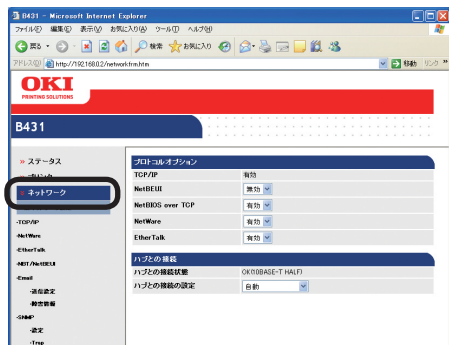 B431 - Microsoft Internet Explorer
ファイル(F) 編集(E) 表示(V) お気に入り(A) ツール(T) ヘルプ(H)
戻る 検索 お気に入り
アドレス(D) http://192.168.0.2/networkfrm.htm 移動 リンク »
OKI
PRINTING SOLUTIONS
B431
» ステータス
» ネットワーク
-TCP/IP
-NetWare
-EtherTalk
-NBT/NetBEUI
-Email
-送信設定
-障害情報
-SNMP
-設定
-Trap
プロトコルオプション
TCP/IP 有効
NetBEUI 無効
NetBIOS over TCP 有効
NetWare 有効
EtherTalk 有効
ハブとの接続
ハブとの接続状態 OK(10BASE-T HALF)
ハブとの接続の設定 自動